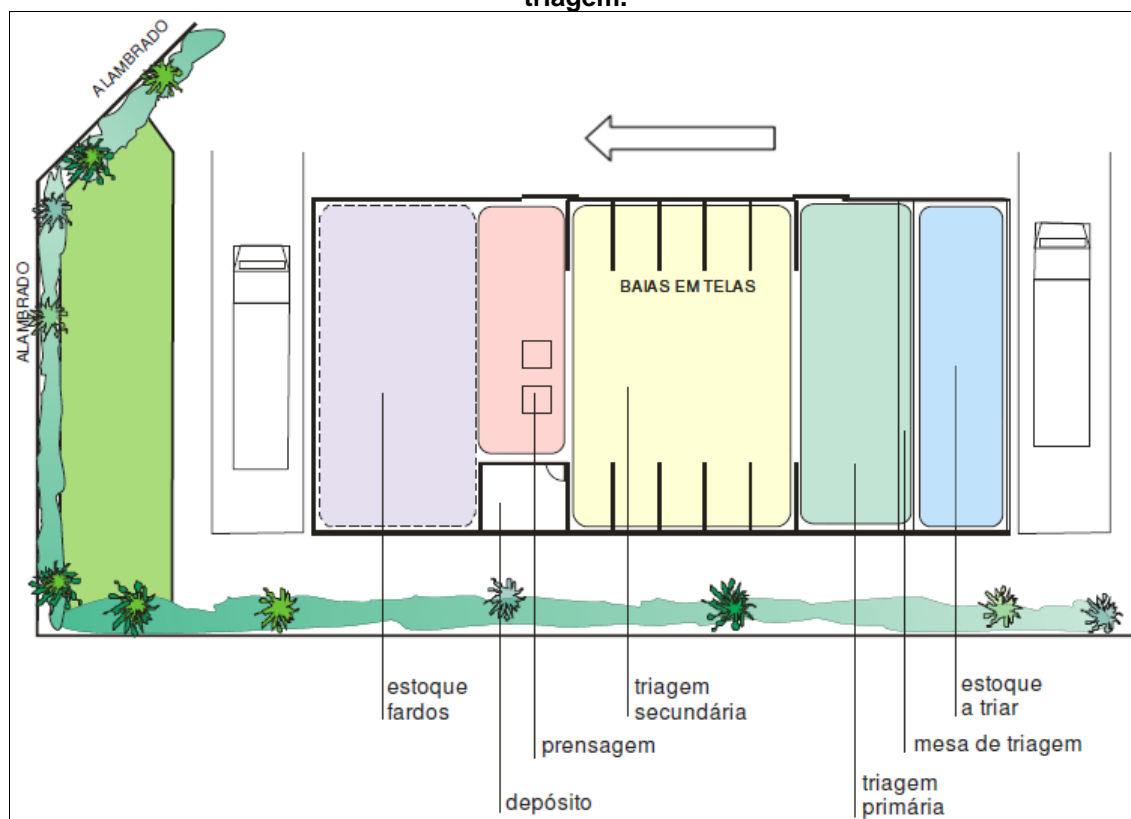 triagem.
ALAMBRADO
ALAMBRADO
BAIAS EM TELAS
estoque
fardos
triagem
secundária
estoque
a triar
prensagem
mesa de triagem
depósito
triagem
primária